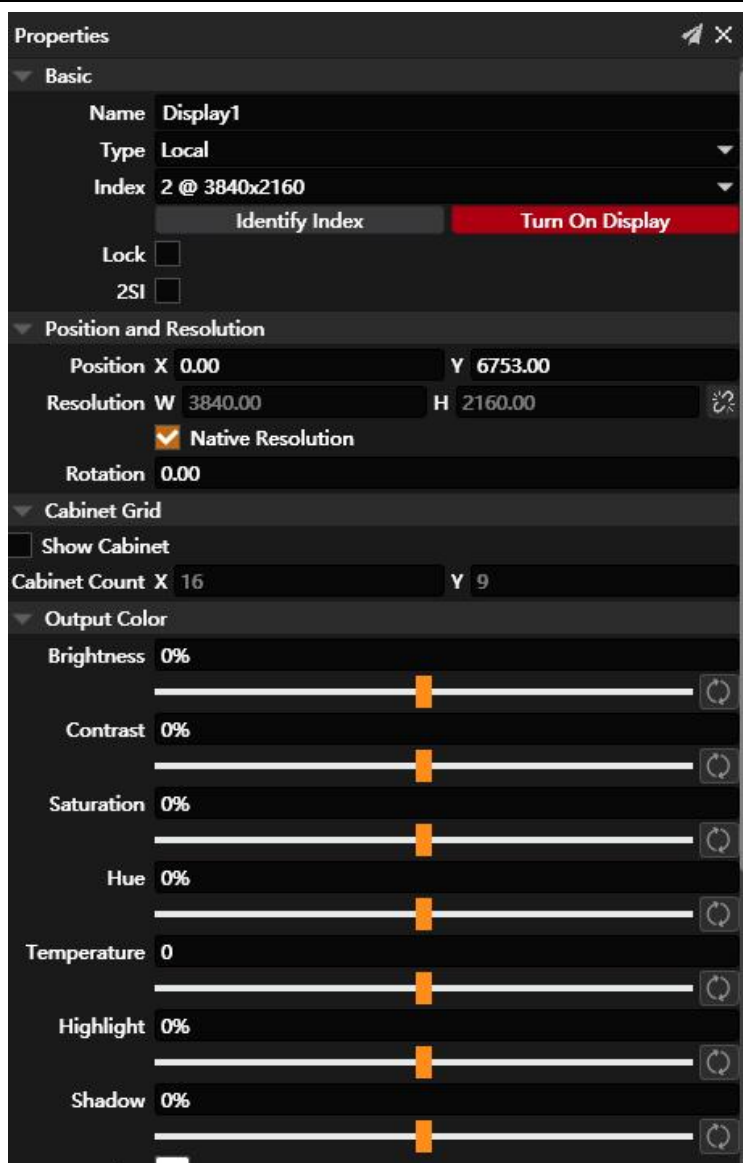 Properties
Basic
Name Display1
Type Local
Index 2 @ 3840x2160
Identify Index Turn On Display
Lock
2SI
Position and Resolution
Position X 0.00 Y 6753.00
Resolution W 3840.00 H 2160.00
Native Resolution
Rotation 0.00
Cabinet Grid
Show Cabinet
Cabinet Count X 16 Y 9
Output Color
Brightness 0%
Contrast 0%
Saturation 0%
Hue 0%
Temperature 0
Highlight 0%
Shadow 0%